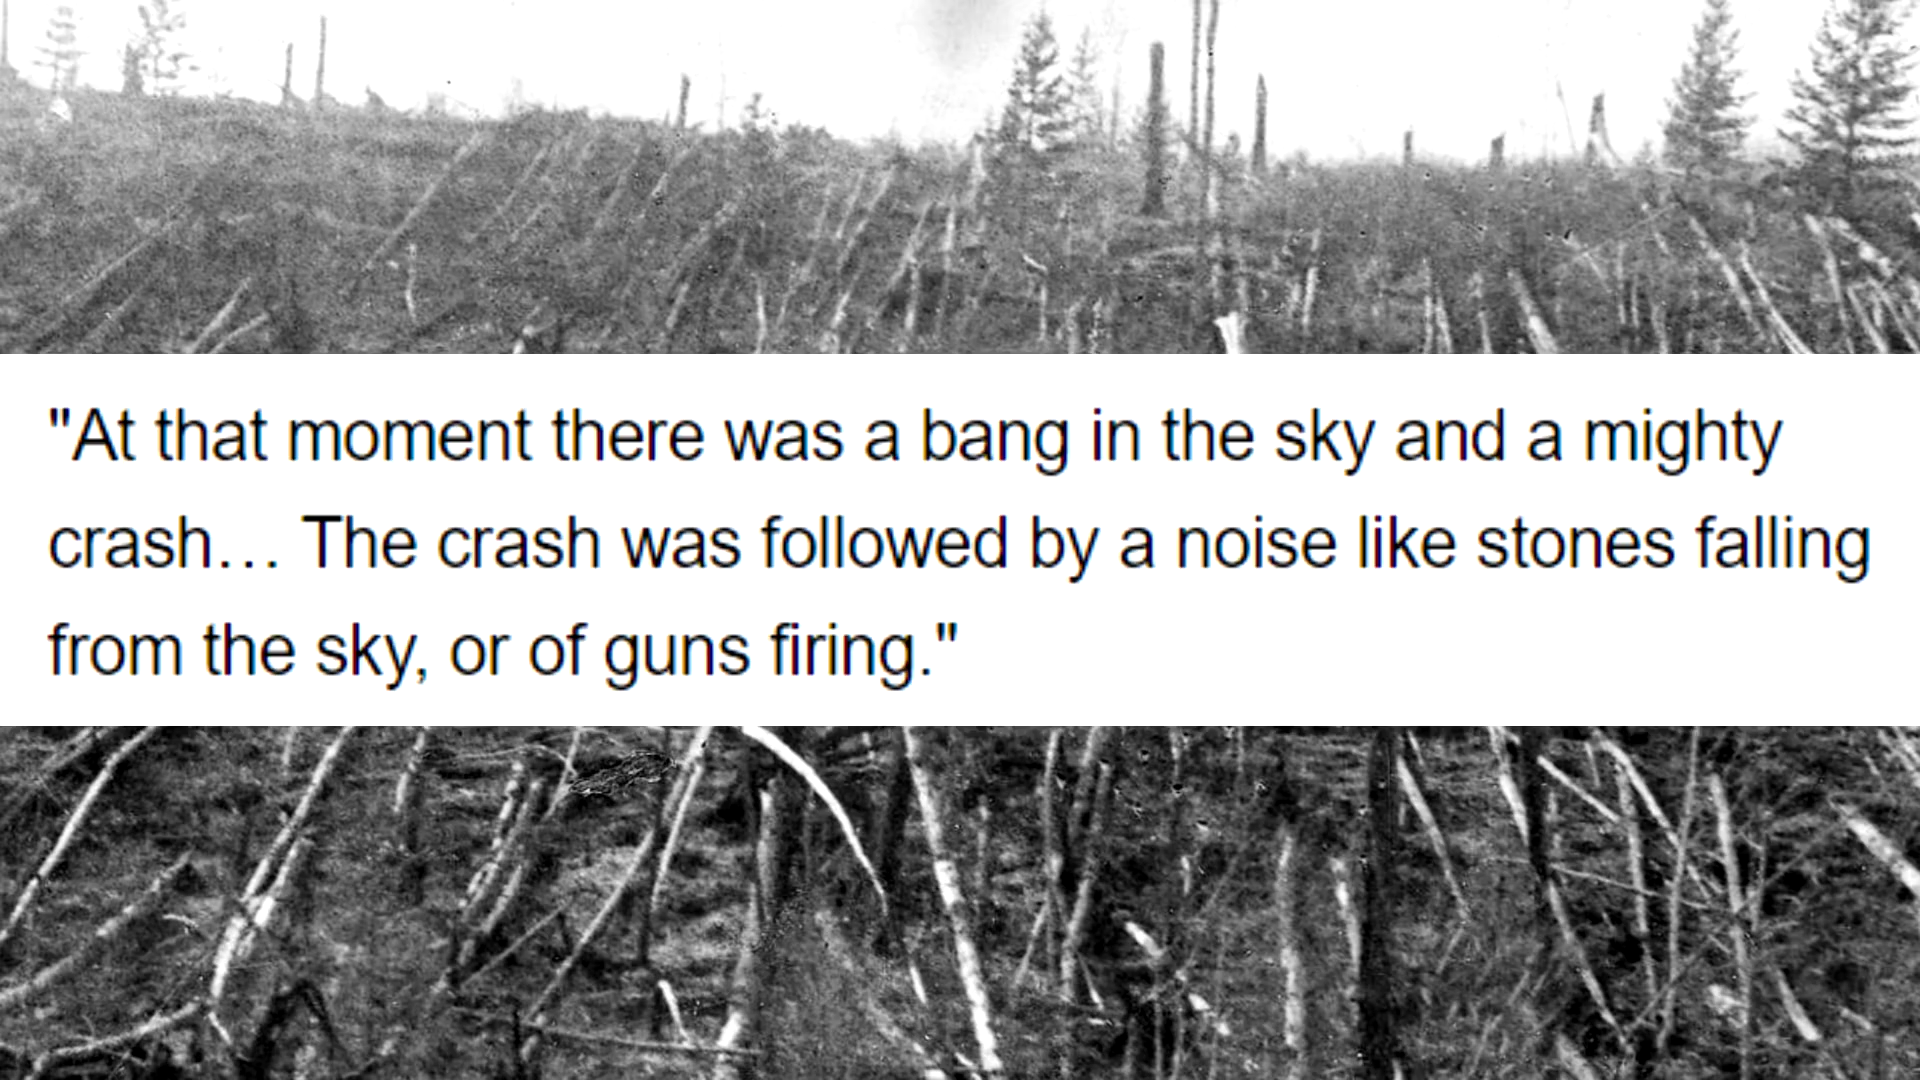 "At that moment there was a bang in the sky and a mighty
crash… The crash was followed by a noise like stones falling
from the sky, or of guns firing."